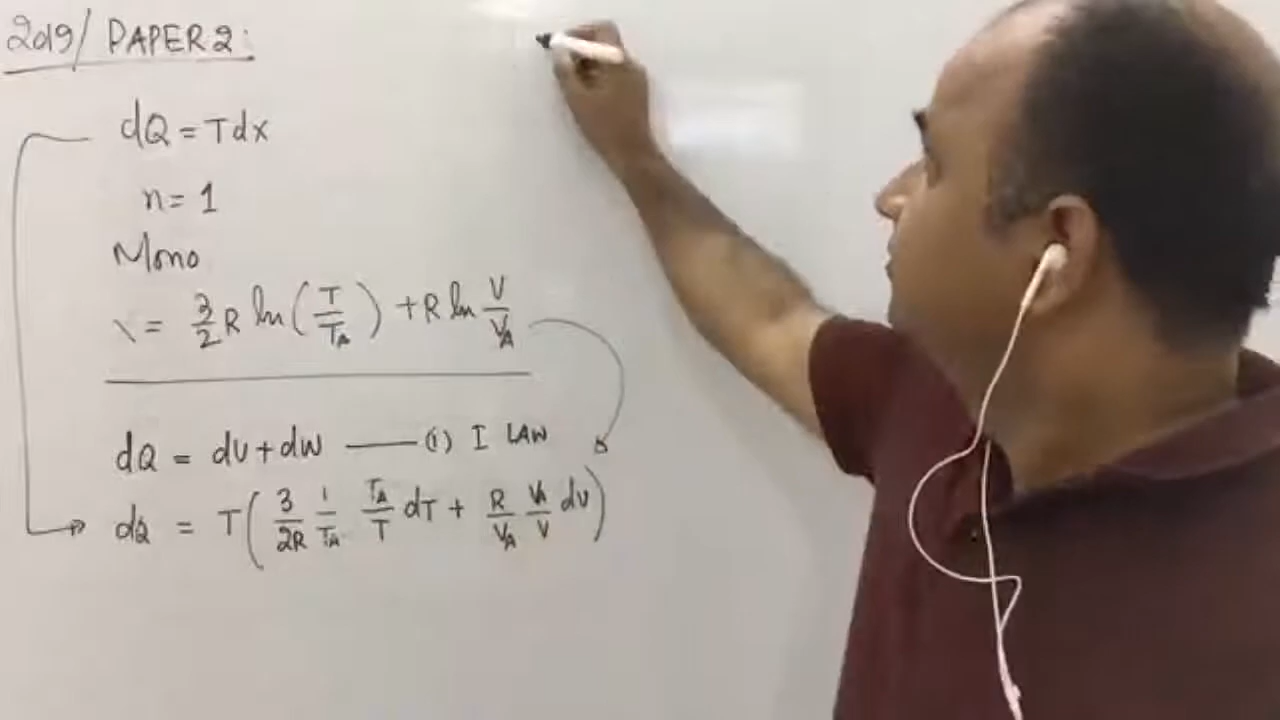 2019/ PAPER 2:
dQ = Tdx
n = 1
Mono
\ = 3/2 R ln(T/T_A) + R ln V/V_A
dQ = dU + dW —— (i) I LAW
dQ = T(3/2R 1/T_A T_A/T dT + R/V_A V_A/V dV)